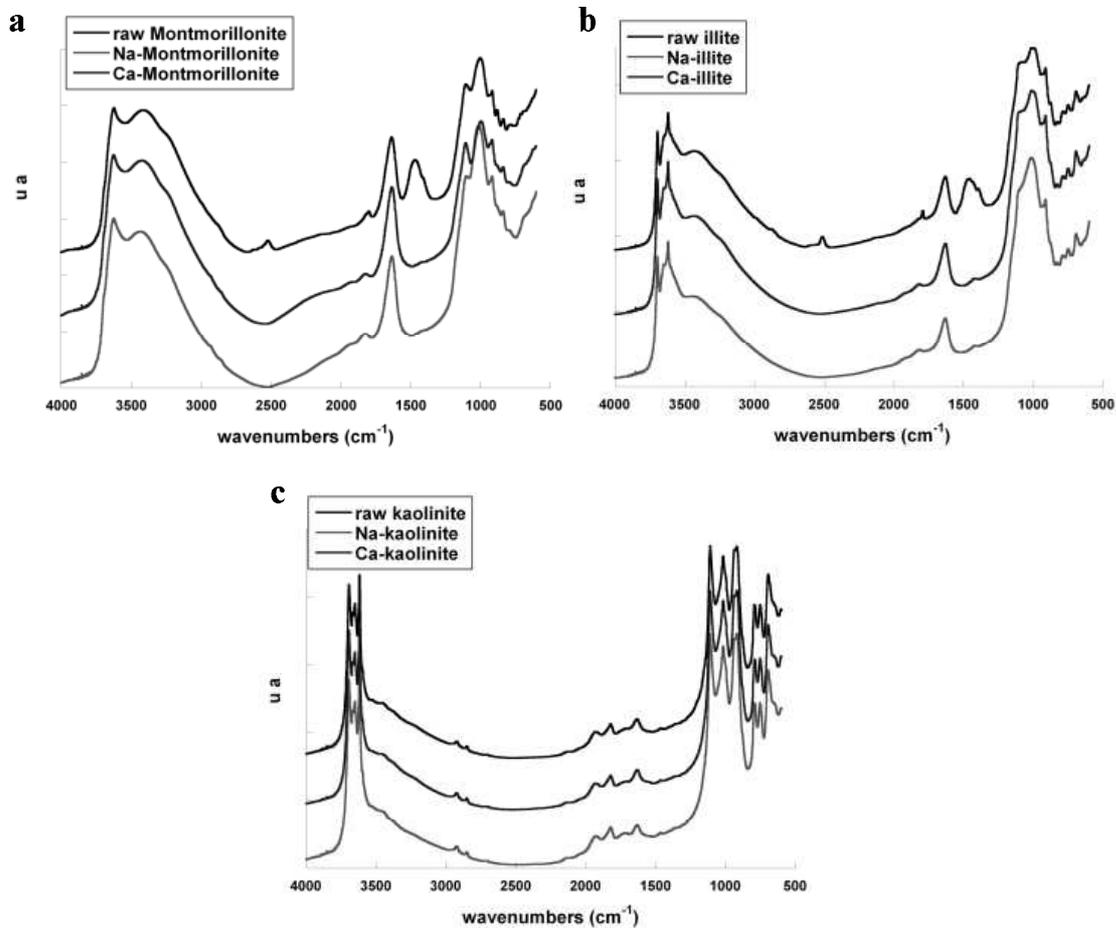 a
raw Montmorillonite
Na-Montmorillonite
Ca-Montmorillonite
u a
4000 3500 3000 2500 2000 1500 1000 500
wavenumbers (cm-1)
b
raw illite
Na-illite
Ca-illite
u a
4000 3500 3000 2500 2000 1500 1000 500
wavenumbers (cm-1)
c
raw kaolinite
Na-kaolinite
Ca-kaolinite
u a
4000 3500 3000 2500 2000 1500 1000 500
wavenumbers (cm-1)